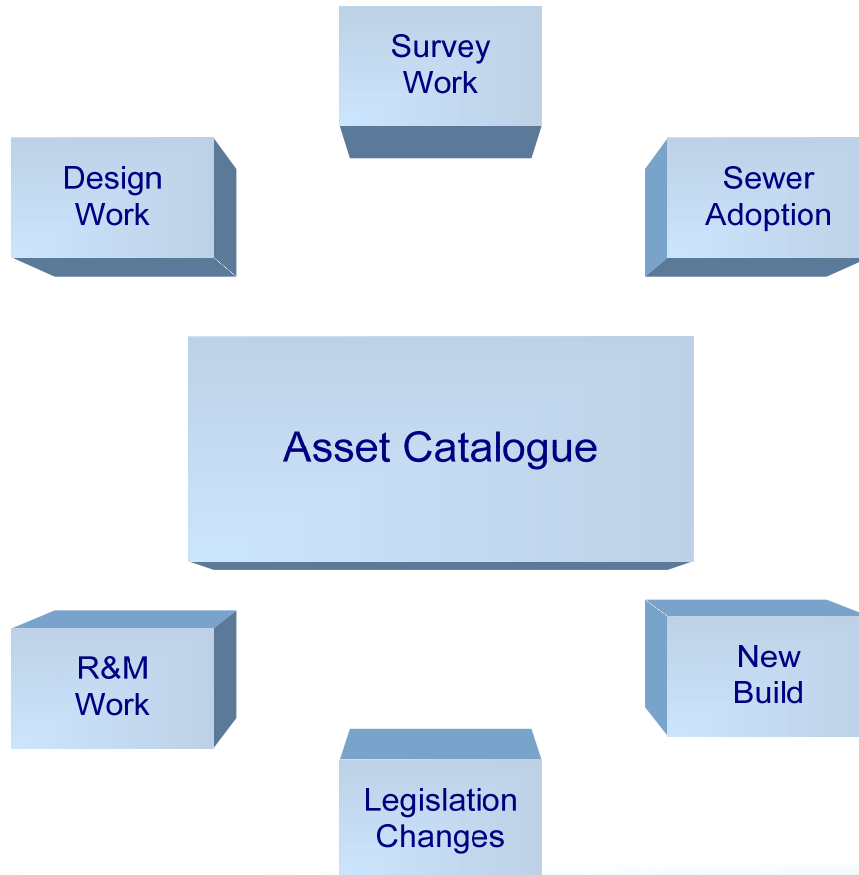 Survey
Work
Design
Work
Sewer
Adoption
Asset Catalogue
R&M
Work
New
Build
Legislation
Changes